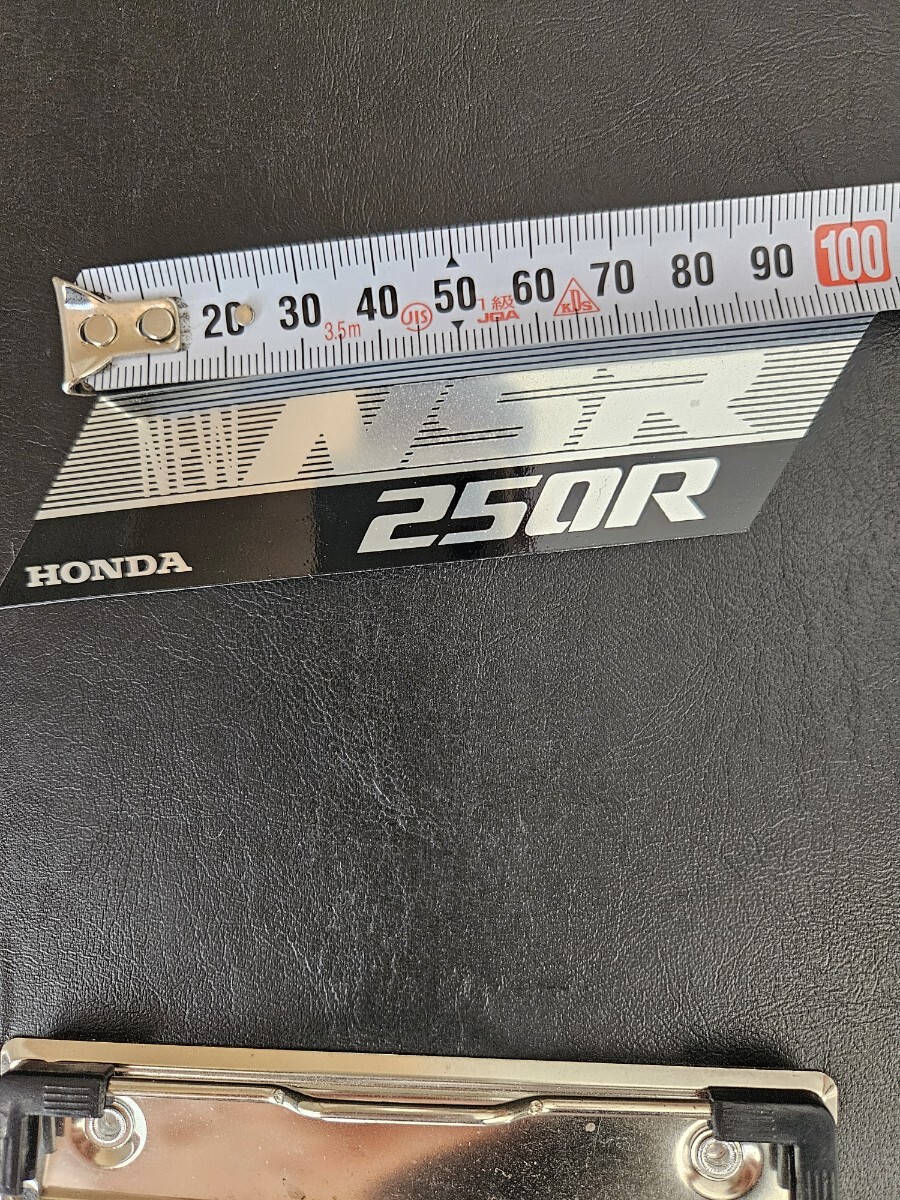 20 30 40 50 60 70 80 90 100
3.5m JIS 1級 JQA KDS
NEW NSR
250R
HONDA